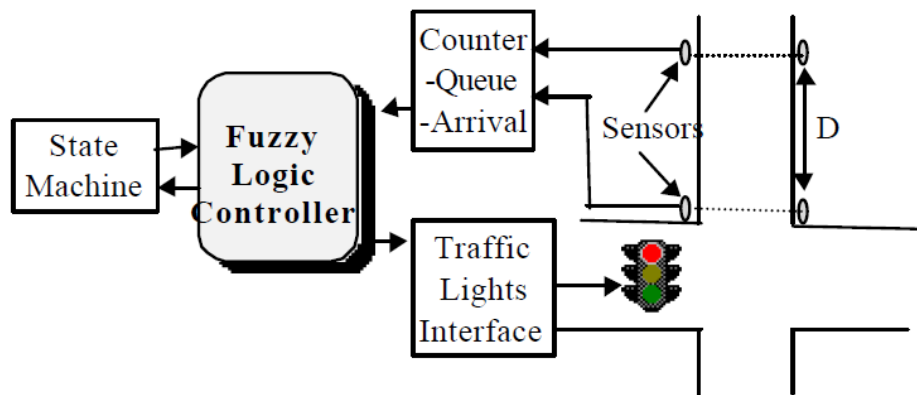 Counter
-Queue
-Arrival
Sensors
D
State
Machine
Fuzzy
Logic
Controller
Traffic
Lights
Interface